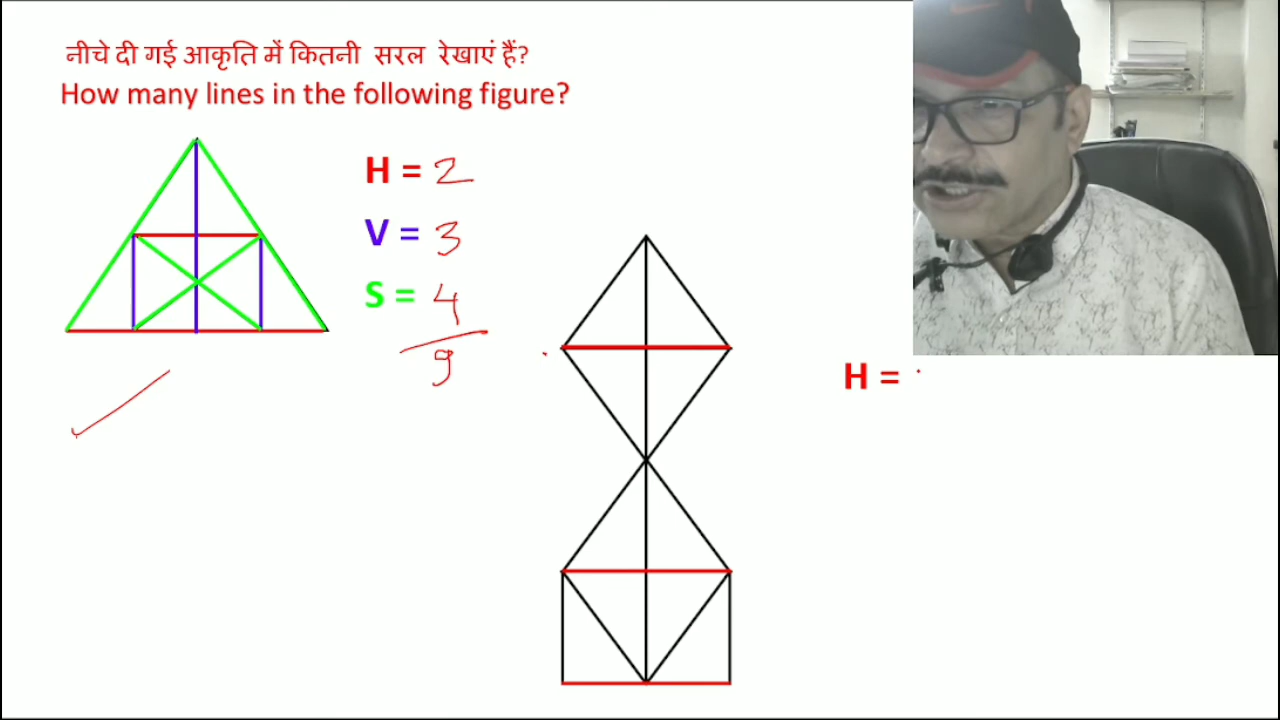 नीचे दी गई आकृति में कितनी सरल रेखाएं हैं?
How many lines in the following figure?
H = 2
V = 3
S = 4
9
H =